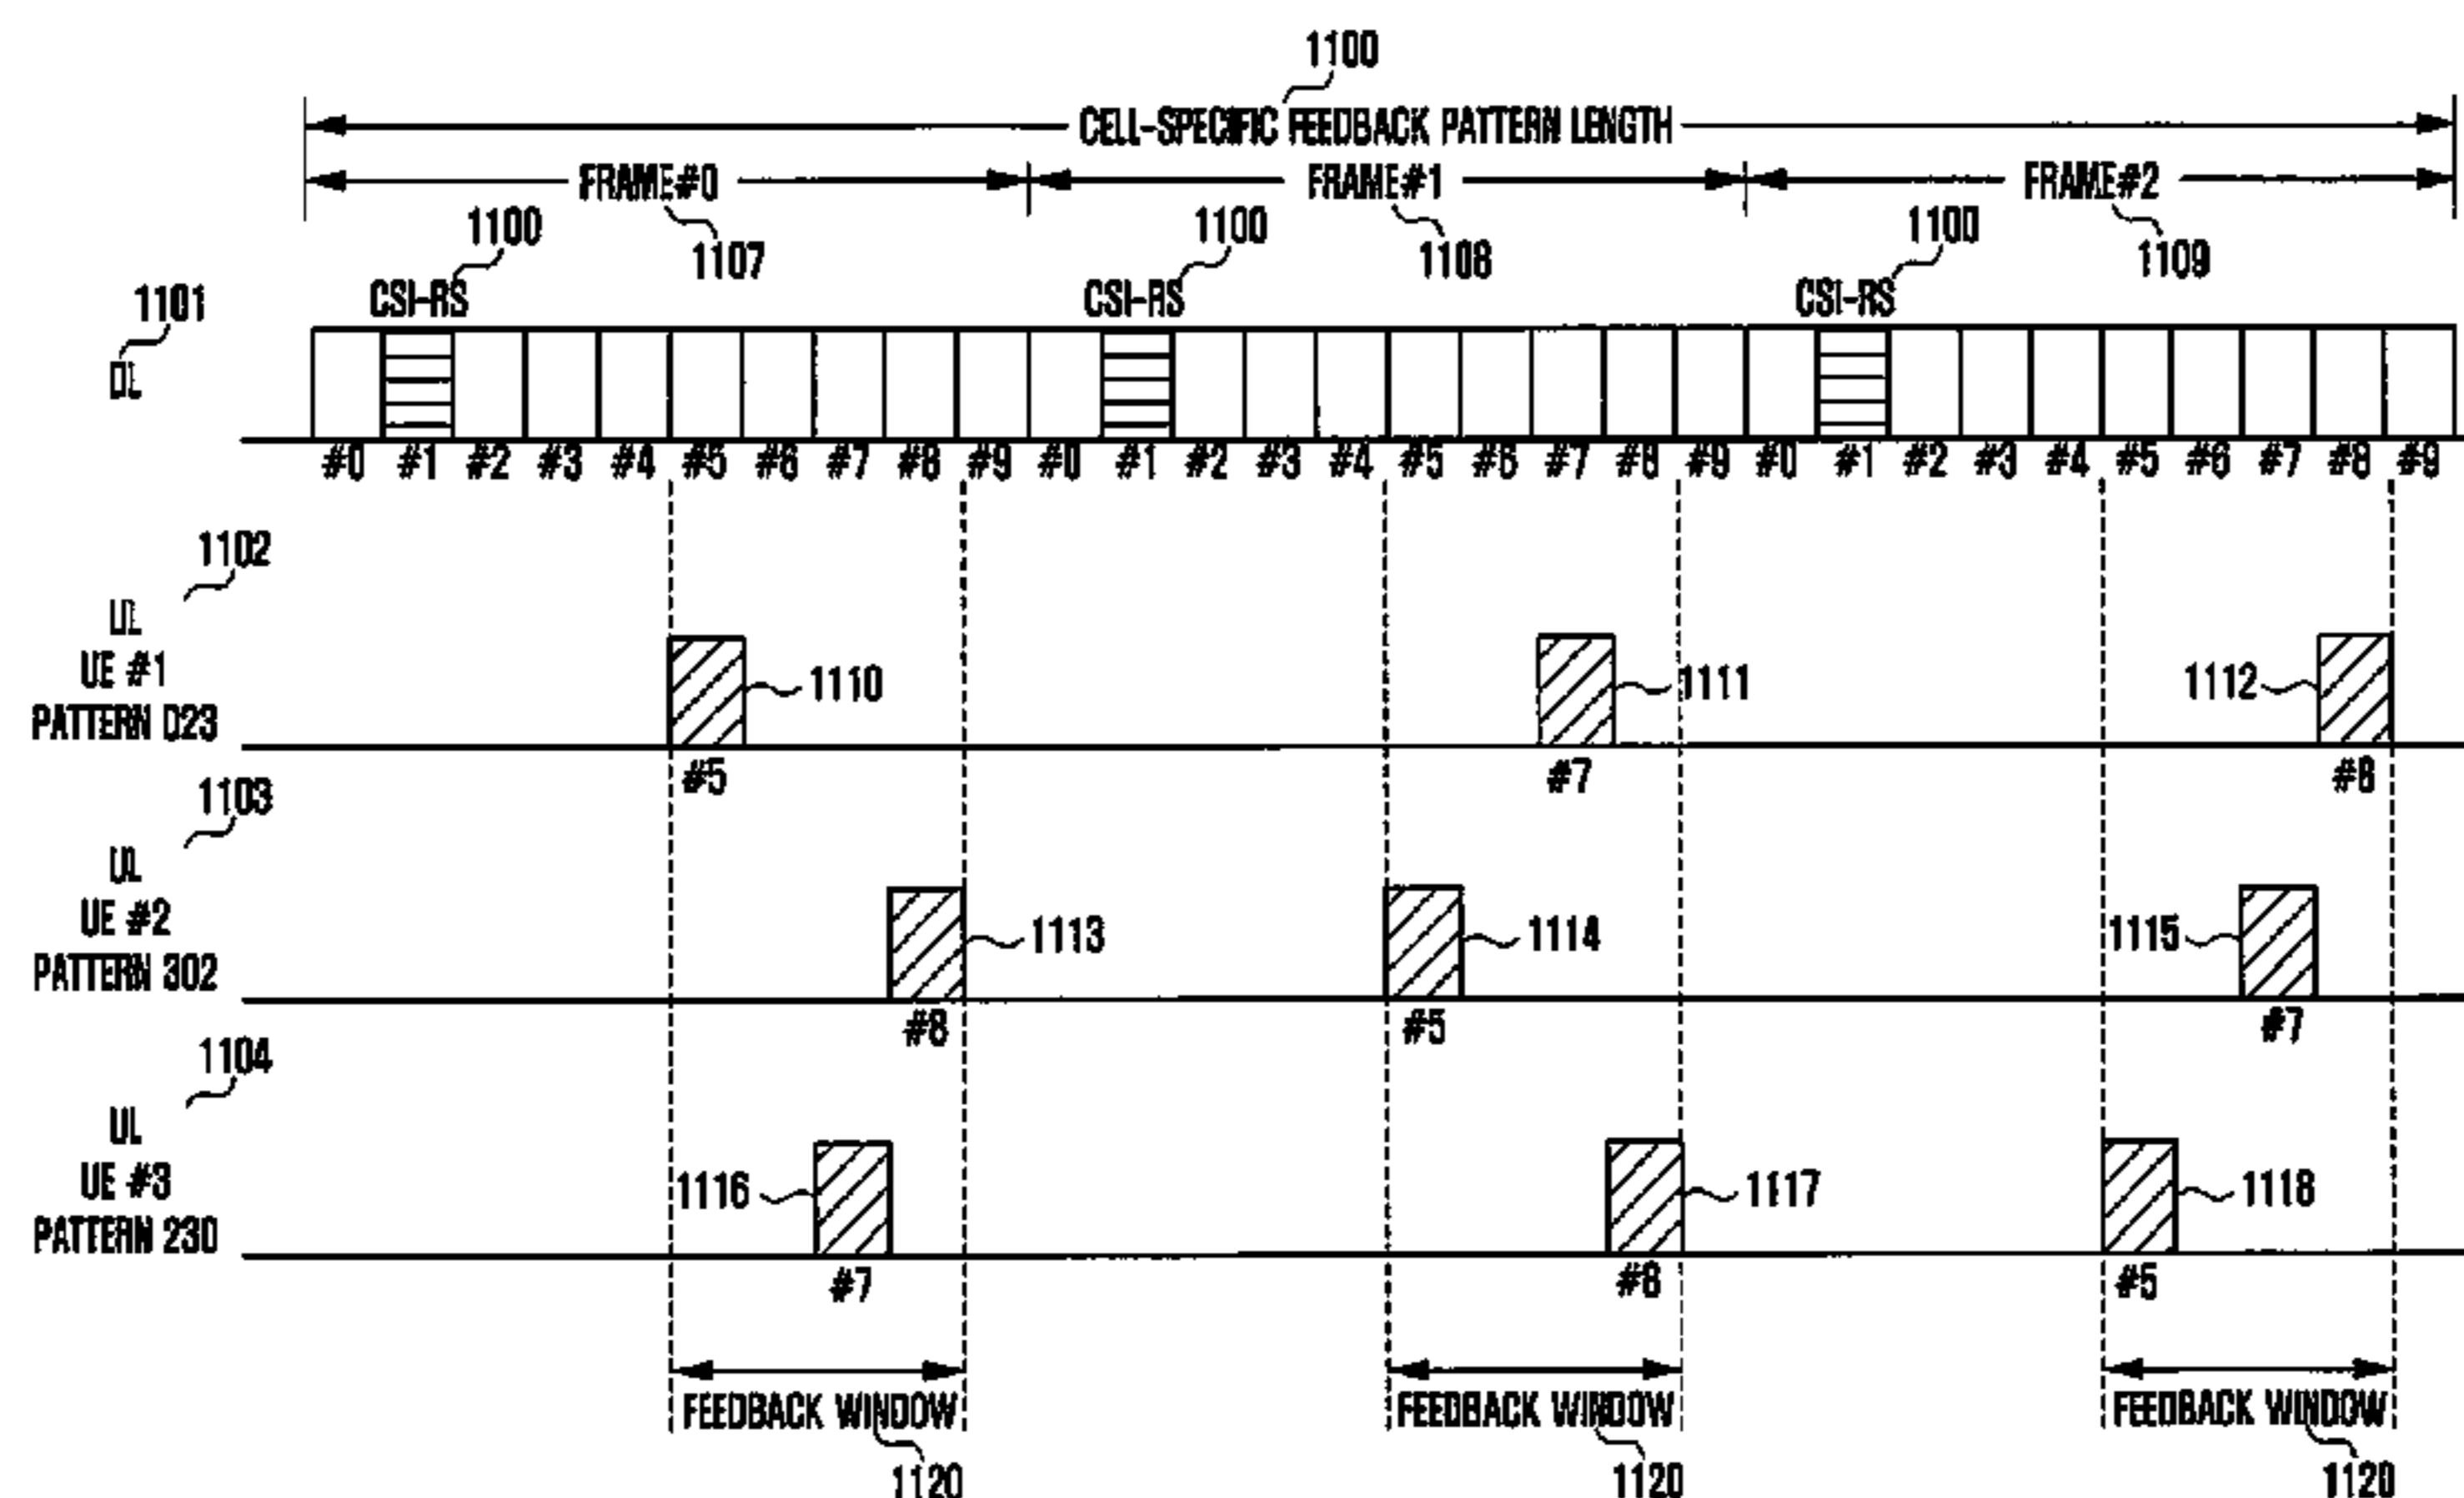 1100
CELL-SPECIFIC FEEDBACK PATTERN LENGTH
FRAME#0 FRAME#1 FRAME#2
1100 1100 1100
1107 1108 1109
CSI-RS CSI-RS CSI-RS
1101
DL
#0 #1 #2 #3 #4 #5 #6 #7 #8 #9 #0 #1 #2 #3 #4 #5 #6 #7 #8 #9 #0 #1 #2 #3 #4 #5 #6 #7 #8 #9
1102
UL
UE #1
PATTERN 023
1110 1111 1112
#5 #7 #8
1103
UL
UE #2
PATTERN 302
1113 1114 1115
#8 #5 #7
1104
UL
UE #3
PATTERN 230
1116 1117 1118
#7 #8 #5
FEEDBACK WINDOW FEEDBACK WINDOW FEEDBACK WINDOW
1120 1120 1120